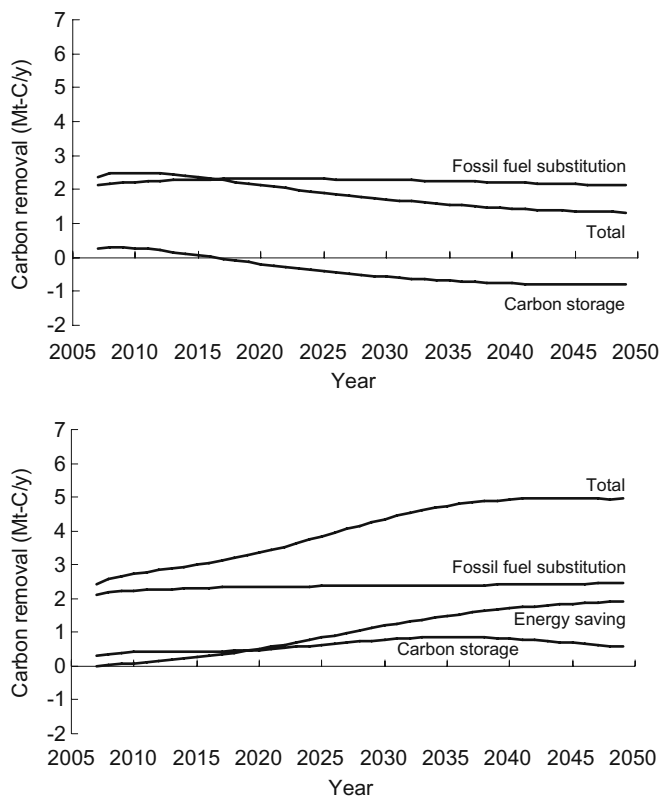 7
6
5
4
3
2
1
0
-1
-2
Carbon removal (Mt-C/y)
Fossil fuel substitution
Total
Carbon storage
2005 2010 2015 2020 2025 2030 2035 2040 2045 2050
Year
7
6
5
4
3
2
1
0
-1
-2
Carbon removal (Mt-C/y)
Total
Fossil fuel substitution
Energy saving
Carbon storage
2005 2010 2015 2020 2025 2030 2035 2040 2045 2050
Year